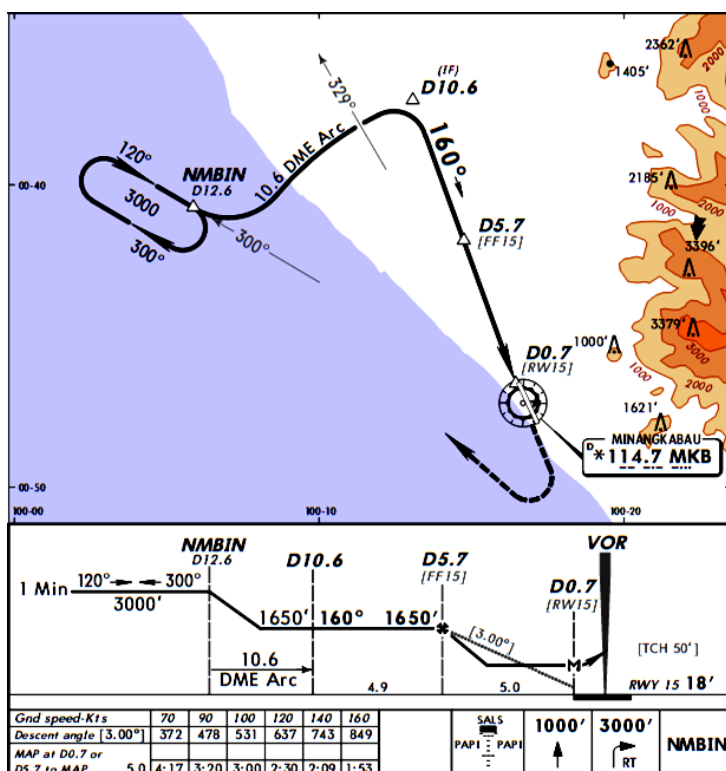 2362'
2000
1405'
1000
(IF)
D10.6
329°
10.6 DME Arc
160°
120°
NMBIN
D12.6
3000
300°
300°
00-40
2185'
1000
2000
3396'
D5.7
[FF15]
3379'
3000
1000'
1000
2000
D0.7
[RW15]
1621'
MINANGKABAU
D * 114.7 MKB
00-50
100-00
100-10
100-20
NMBIN
D12.6
D10.6
D5.7
[FF15]
VOR
D0.7
[RW15]
1 Min
120°
300°
3000'
1650'
160°
1650'
[3.00°]
[TCH 50']
10.6
DME Arc
4.9
5.0
RWY 15 18'
Gnd speed-Kts 70 90 100 120 140 160
Descent angle [3.00°] 372 478 531 637 743 849
MAP at D0.7 or
D5.7 to MAP 5.0 4:17 3:20 3:00 2:30 2:09 1:53
SALS
PAPI PAPI
1000'
3000'
RT
NMBIN